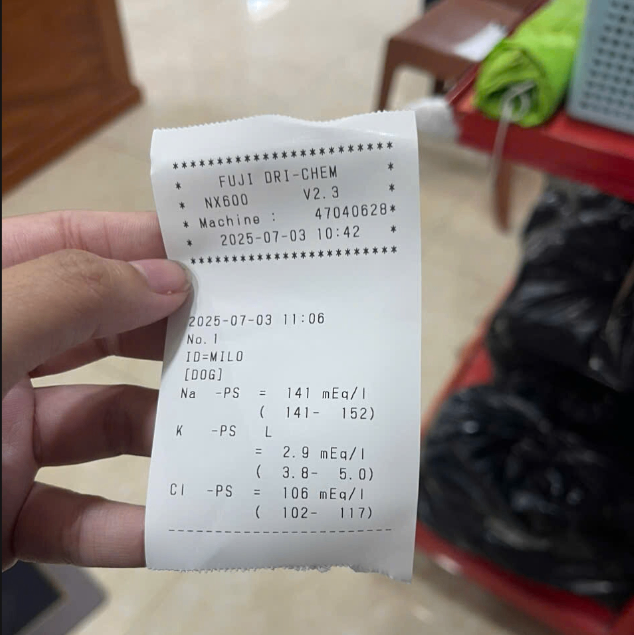 ************************
* FUJI DRI-CHEM *
* NX600 V2.3 *
* Machine : 47040628*
* 2025-07-03 10:42 *
************************
2025-07-03 11:06
No.1
ID=MILO
[DOG]
Na -PS = 141 mEq/l
( 141- 152)
K -PS L
= 2.9 mEq/l
( 3.8- 5.0)
Cl -PS = 106 mEq/l
( 102- 117)
------------------------